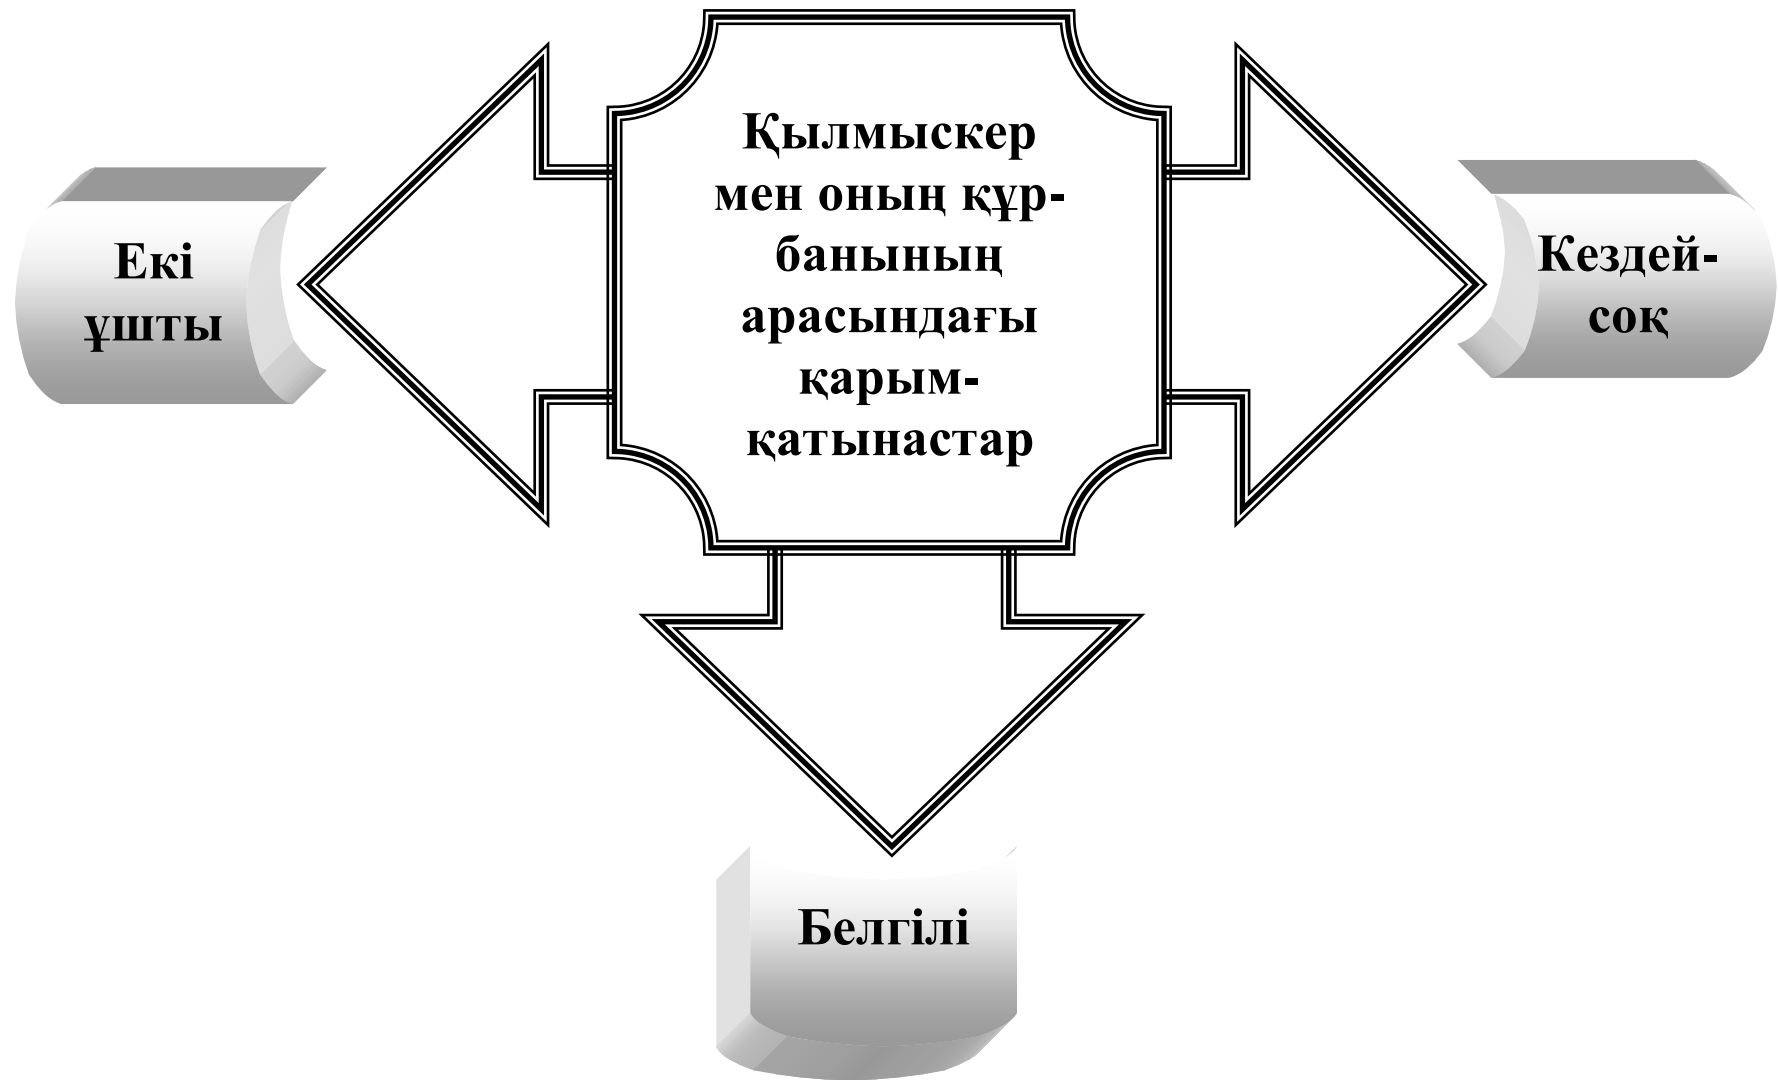 Қылмыскер
мен оның құр-
банының
арасындағы
қарым-
қатынастар
Екі
ұшты
Кездей-
соқ
Белгілі